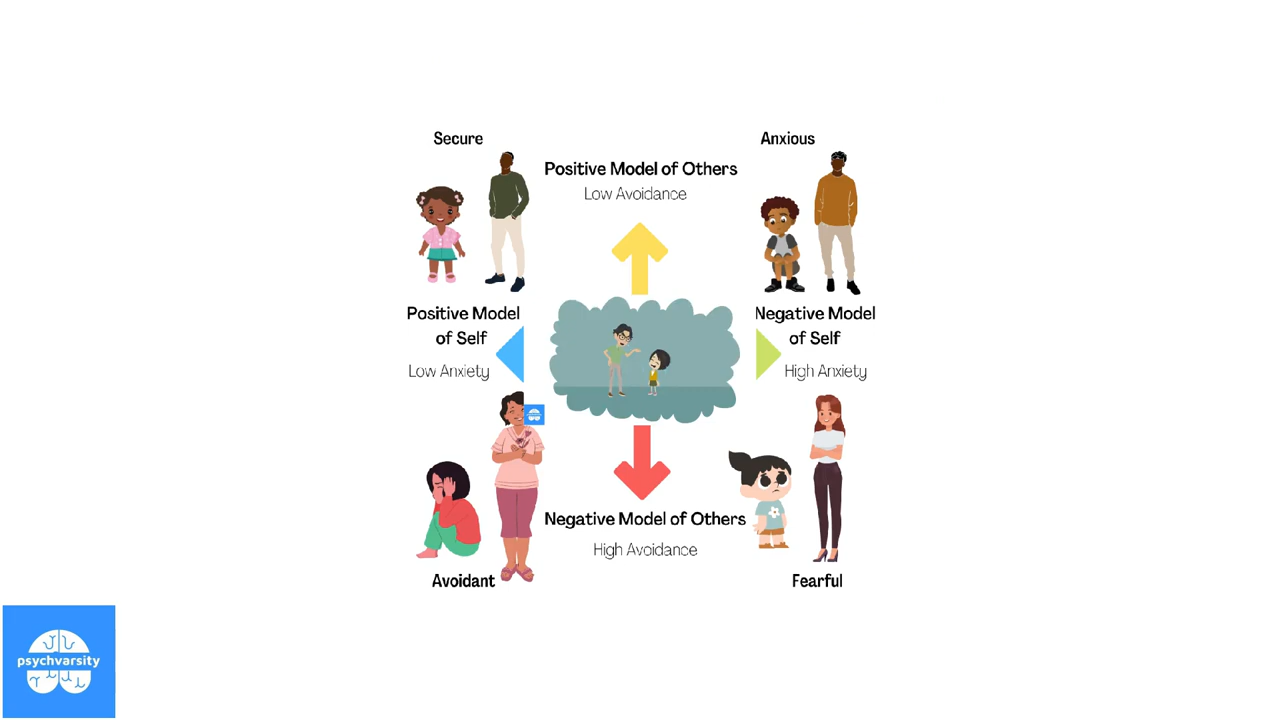 Secure
Anxious
Positive Model of Others
Low Avoidance
Positive Model
of Self
Low Anxiety
Negative Model
of Self
High Anxiety
Negative Model of Others
High Avoidance
Avoidant
Fearful
psychvarsity